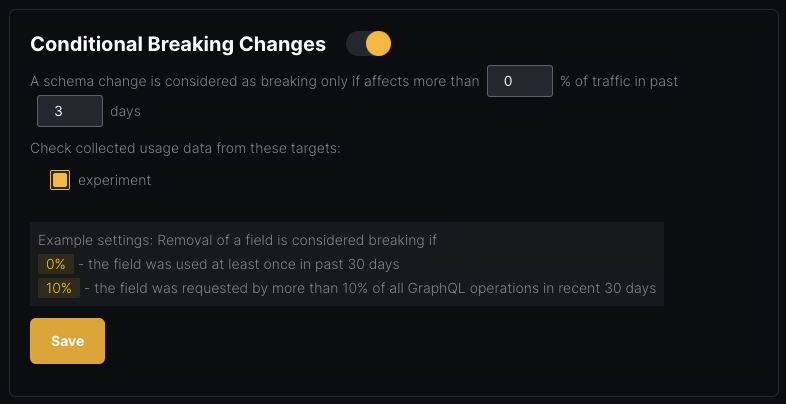 Conditional Breaking Changes
A schema change is considered as breaking only if affects more than 0 % of traffic in past
3 days
Check collected usage data from these targets:
experiment
Example settings: Removal of a field is considered breaking if
0% - the field was used at least once in past 30 days
10% - the field was requested by more than 10% of all GraphQL operations in recent 30 days
Save